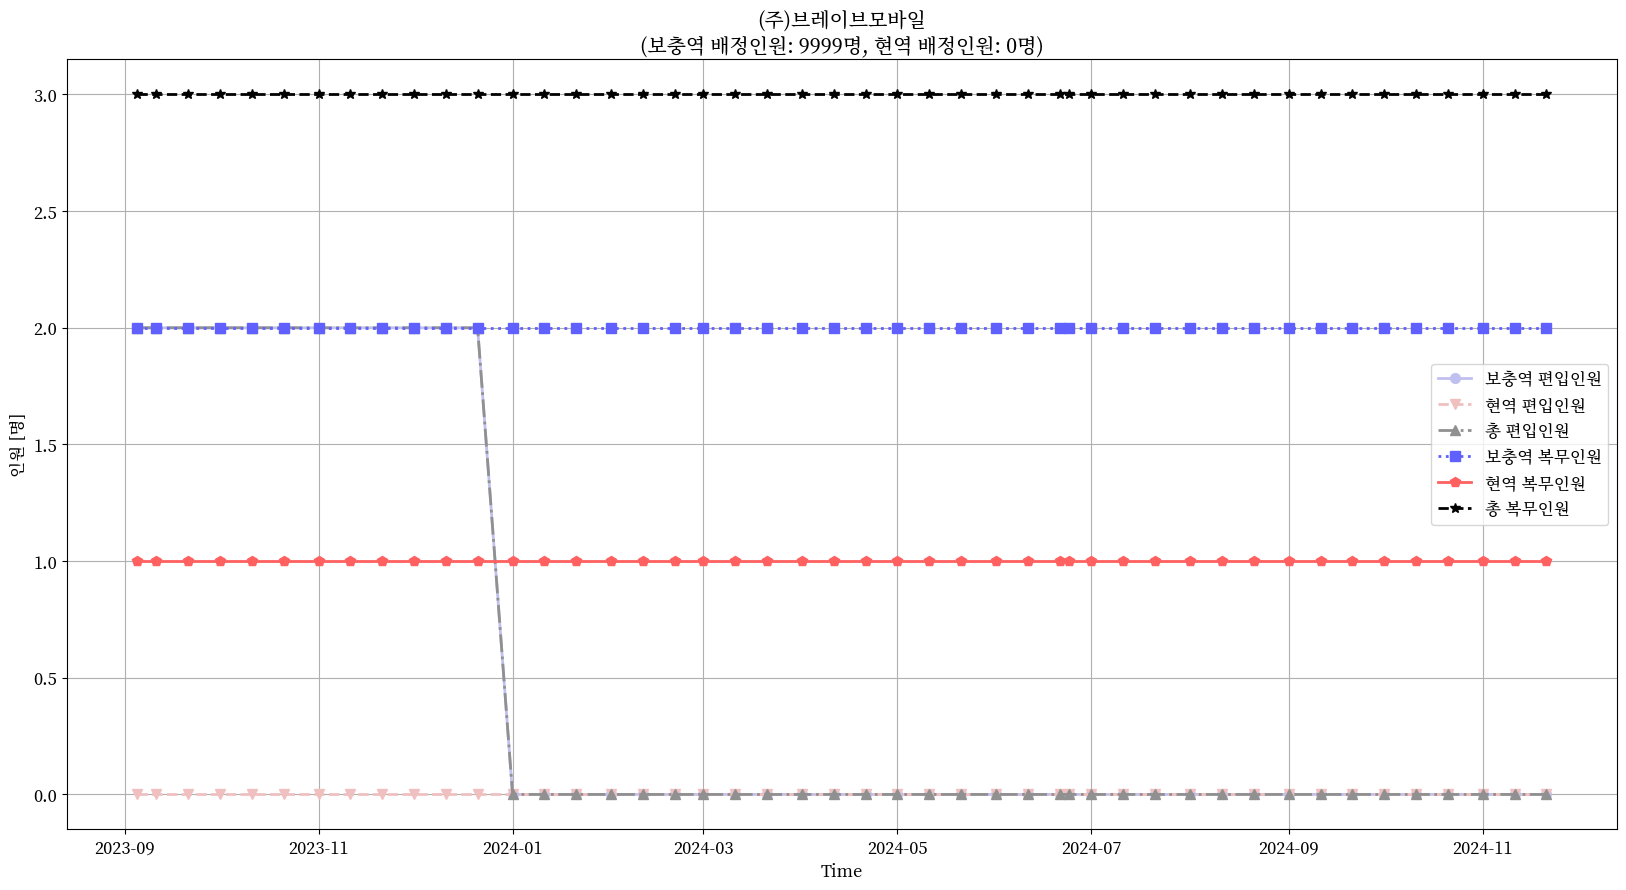 (주)브레이브모바일
(보충역 배정인원: 9999명, 현역 배정인원: 0명)
3.0
2.5
2.0
1.5
1.0
0.5
0.0
인원 [명]
보충역 편입인원
현역 편입인원
총 편입인원
보충역 복무인원
현역 복무인원
총 복무인원
2023-09 2023-11 2024-01 2024-03 2024-05 2024-07 2024-09 2024-11
Time